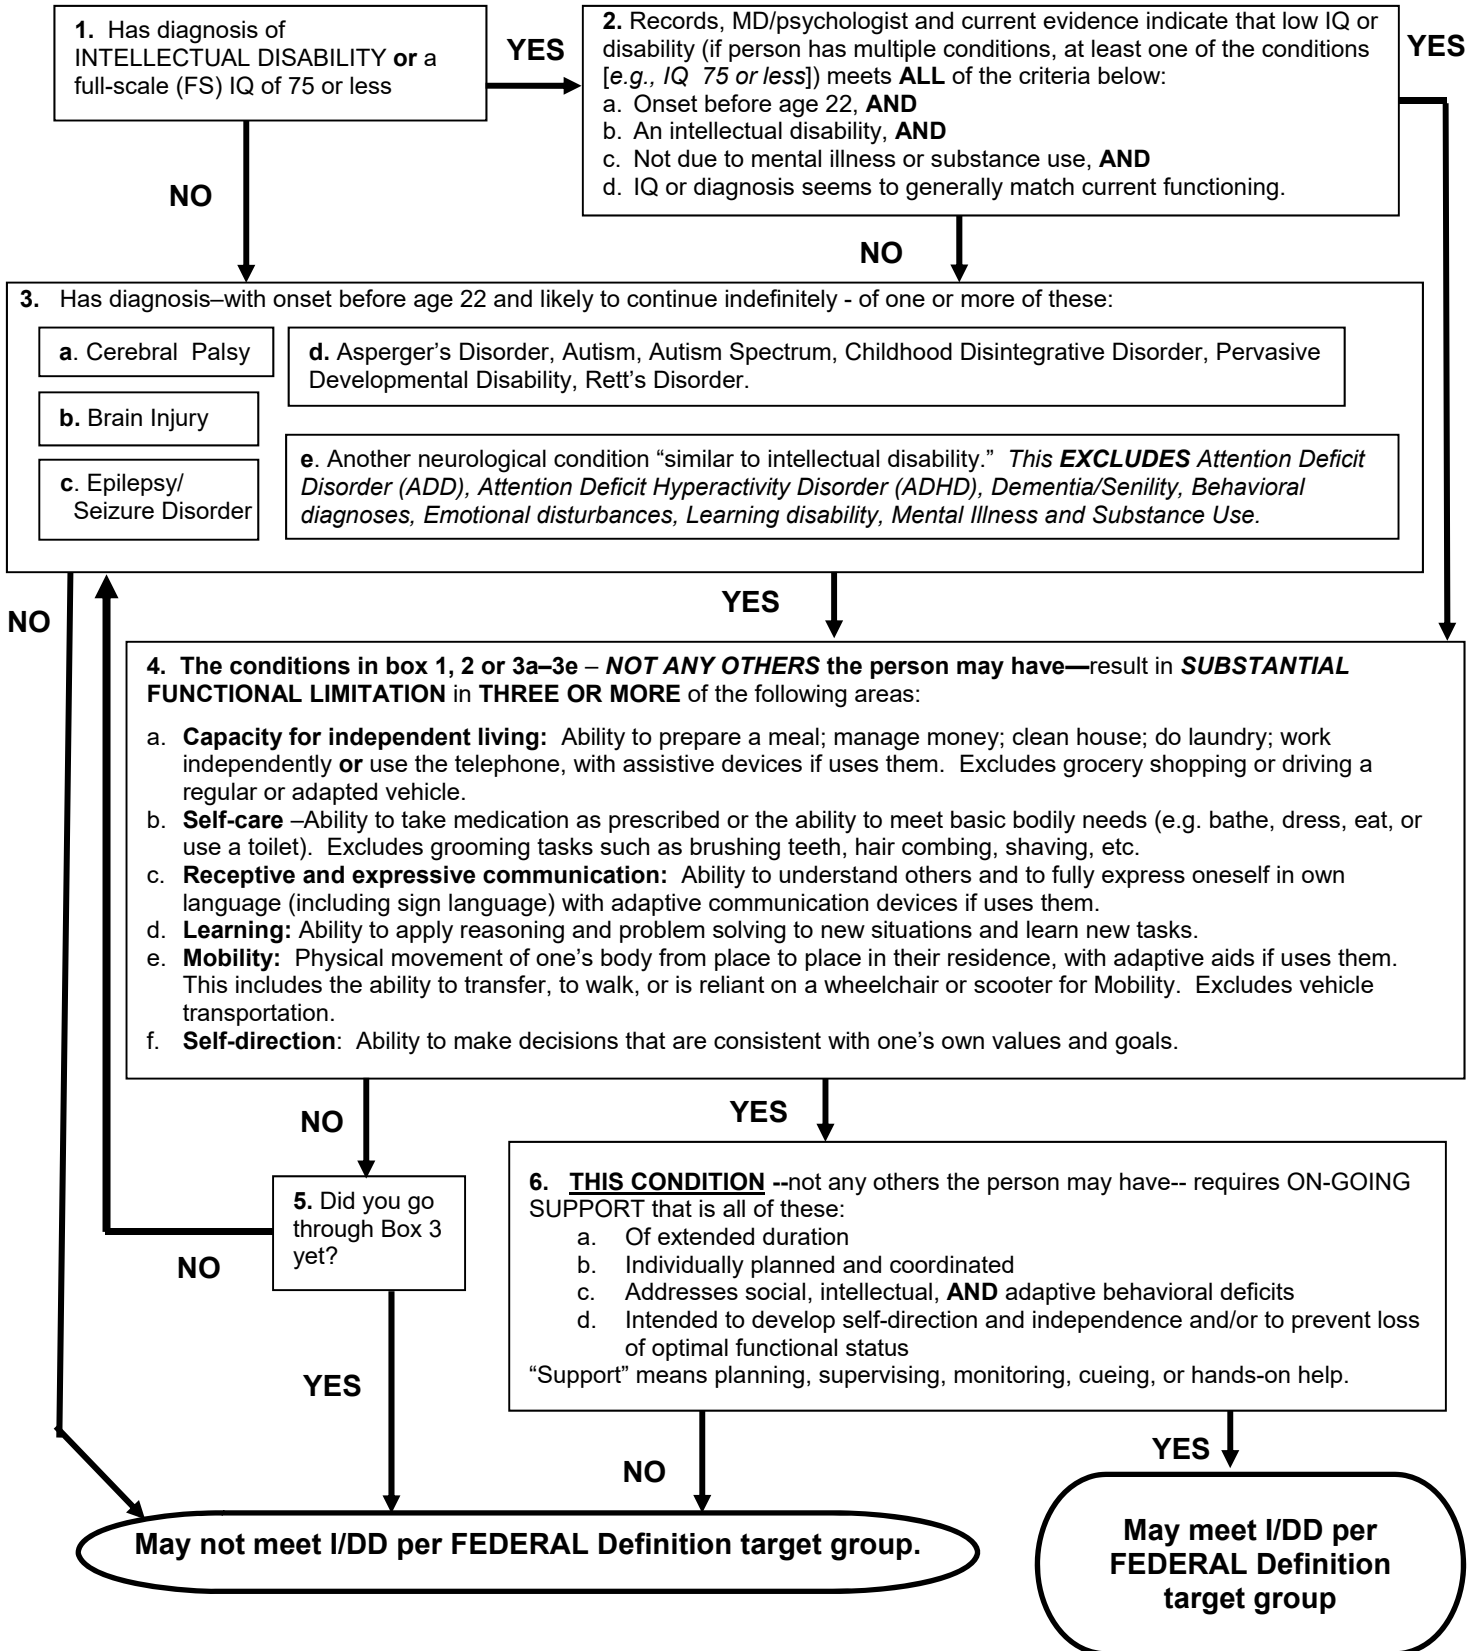 1. Has diagnosis of
INTELLECTUAL DISABILITY or a
full-scale (FS) IQ of 75 or less
YES
2. Records, MD/psychologist and current evidence indicate that low IQ or
disability (if person has multiple conditions, at least one of the conditions
[e.g., IQ 75 or less]) meets ALL of the criteria below:
a. Onset before age 22, AND
b. An intellectual disability, AND
c. Not due to mental illness or substance use, AND
d. IQ or diagnosis seems to generally match current functioning.
YES
NO
NO
3. Has diagnosis–with onset before age 22 and likely to continue indefinitely - of one or more of these:
a. Cerebral Palsy
b. Brain Injury
c. Epilepsy/
Seizure Disorder
d. Asperger’s Disorder, Autism, Autism Spectrum, Childhood Disintegrative Disorder, Pervasive
Developmental Disability, Rett’s Disorder.
e. Another neurological condition “similar to intellectual disability.” This EXCLUDES Attention Deficit
Disorder (ADD), Attention Deficit Hyperactivity Disorder (ADHD), Dementia/Senility, Behavioral
diagnoses, Emotional disturbances, Learning disability, Mental Illness and Substance Use.
NO
YES
4. The conditions in box 1, 2 or 3a–3e – NOT ANY OTHERS the person may have—result in SUBSTANTIAL
FUNCTIONAL LIMITATION in THREE OR MORE of the following areas:
a. Capacity for independent living: Ability to prepare a meal; manage money; clean house; do laundry; work
independently or use the telephone, with assistive devices if uses them. Excludes grocery shopping or driving a
regular or adapted vehicle.
b. Self-care –Ability to take medication as prescribed or the ability to meet basic bodily needs (e.g. bathe, dress, eat, or
use a toilet). Excludes grooming tasks such as brushing teeth, hair combing, shaving, etc.
c. Receptive and expressive communication: Ability to understand others and to fully express oneself in own
language (including sign language) with adaptive communication devices if uses them.
d. Learning: Ability to apply reasoning and problem solving to new situations and learn new tasks.
e. Mobility: Physical movement of one’s body from place to place in their residence, with adaptive aids if uses them.
This includes the ability to transfer, to walk, or is reliant on a wheelchair or scooter for Mobility. Excludes vehicle
transportation.
f. Self-direction: Ability to make decisions that are consistent with one’s own values and goals.
NO
YES
5. Did you go
through Box 3
yet?
NO
YES
6. THIS CONDITION --not any others the person may have-- requires ON-GOING
SUPPORT that is all of these:
a. Of extended duration
b. Individually planned and coordinated
c. Addresses social, intellectual, AND adaptive behavioral deficits
d. Intended to develop self-direction and independence and/or to prevent loss
of optimal functional status
“Support” means planning, supervising, monitoring, cueing, or hands-on help.
NO
YES
May not meet I/DD per FEDERAL Definition target group.
May meet I/DD per
FEDERAL Definition
target group